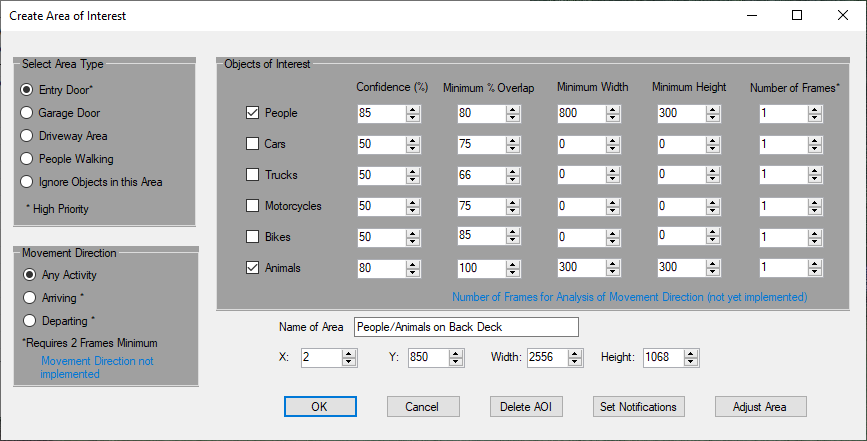 Create Area of Interest
Select Area Type
Entry Door*
Garage Door
Driveway Area
People Walking
Ignore Objects in this Area
* High Priority
Movement Direction
Any Activity
Arriving *
Departing *
*Requires 2 Frames Minimum
Movement Direction not
implemented
Objects of Interest
Confidence (%) Minimum % Overlap Minimum Width Minimum Height Number of Frames*
People 85 80 800 300 1
Cars 50 75 0 0 1
Trucks 50 66 0 0 1
Motorcycles 50 75 0 0 1
Bikes 50 85 0 0 1
Animals 80 100 300 300 1
Number of Frames for Analysis of Movement Direction (not yet implemented)
Name of Area People/Animals on Back Deck
X: 2 Y: 850 Width: 2556 Height: 1068
OK Cancel Delete AOI Set Notifications Adjust Area